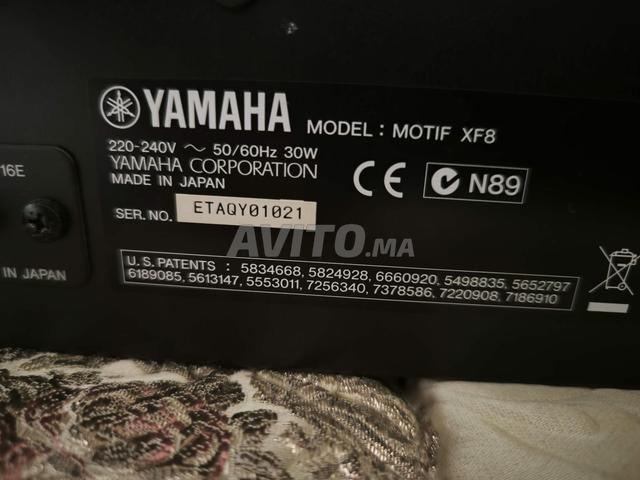 YAMAHA MODEL : MOTIF XF8
220-240V ~ 50/60Hz 30W
YAMAHA CORPORATION
MADE IN JAPAN
CE N89
SER. NO. ETAQY01021
16E
IN JAPAN
AVITO.MA
U.S. PATENTS : 5834668, 5824928, 6660920, 5498835, 5652797
6189085, 5613147, 5553011, 7256340, 7378586, 7220908, 7186910